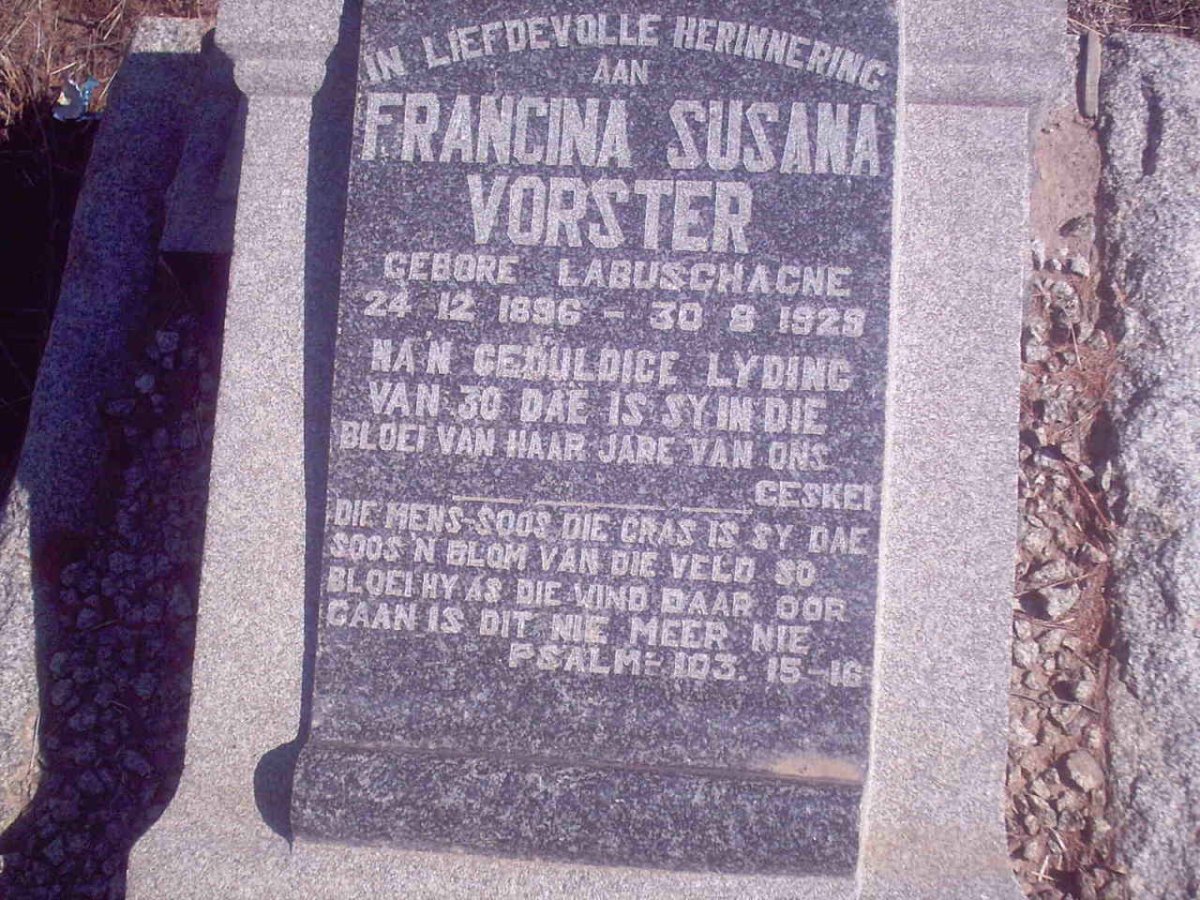 IN LIEFDEVOLLE HERINNERING
AAN
FRANCINA SUSANA
VORSTER
GEBORE LABUSCHAGNE
24 12 1896 - 30 8 1929
NA'N GEDULDIGE LYDING
VAN 30 DAË IS SY IN DIE
BLOEI VAN HAAR JARE VAN ONS
GESKEI
DIE MENS-SOOS DIE GRAS IS SY DAE
SOOS 'N BLOM VAN DIE VELD SO
BLOEI HY AS DIE WIND DAAR OOR
GAAN IS DIT NIE MEER NIE
PSALM:- 103. 15-16